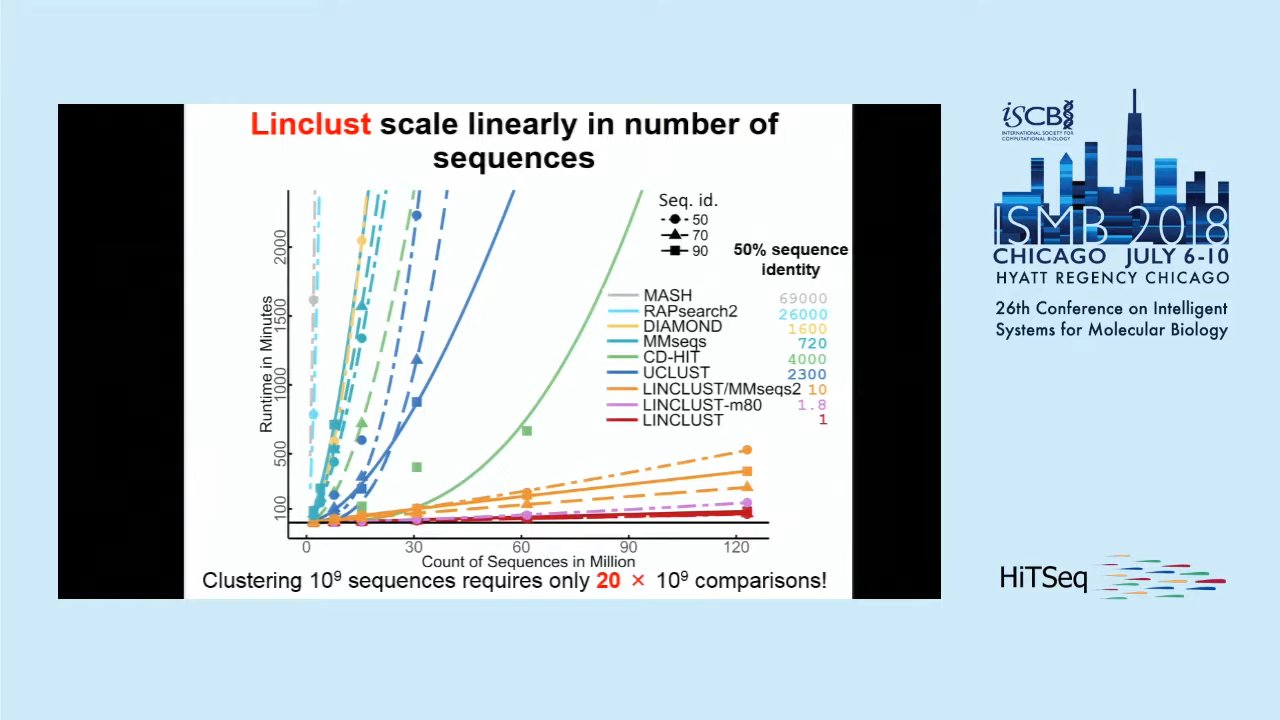 Linclust scale linearly in number of
sequences
Runtime in Minutes
2000
1500
1000
500
100
Seq. id.
50
70
90
50% sequence
identity
MASH 69000
RAPsearch2 26000
DIAMOND 1600
MMseqs 720
CD-HIT 4000
UCLUST 2300
LINCLUST/MMseqs2 10
LINCLUST-m80 1.8
LINCLUST 1
0 30 60 90 120
Count of Sequences in Million
Clustering 10⁹ sequences requires only 20 × 10⁹ comparisons!
ISCB
INTERNATIONAL SOCIETY FOR
COMPUTATIONAL BIOLOGY
ISMB 2018
CHICAGO JULY 6-10
HYATT REGENCY CHICAGO
26th Conference on Intelligent
Systems for Molecular Biology
HiTSeq